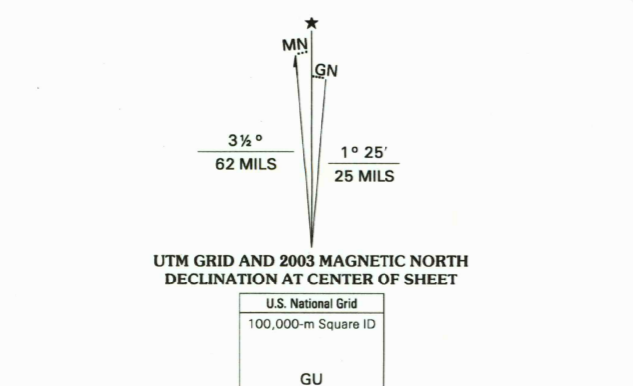 ★
MN
GN
3½°
62 MILS
1° 25′
25 MILS
UTM GRID AND 2003 MAGNETIC NORTH
DECLINATION AT CENTER OF SHEET
U.S. National Grid
100,000-m Square ID
GU